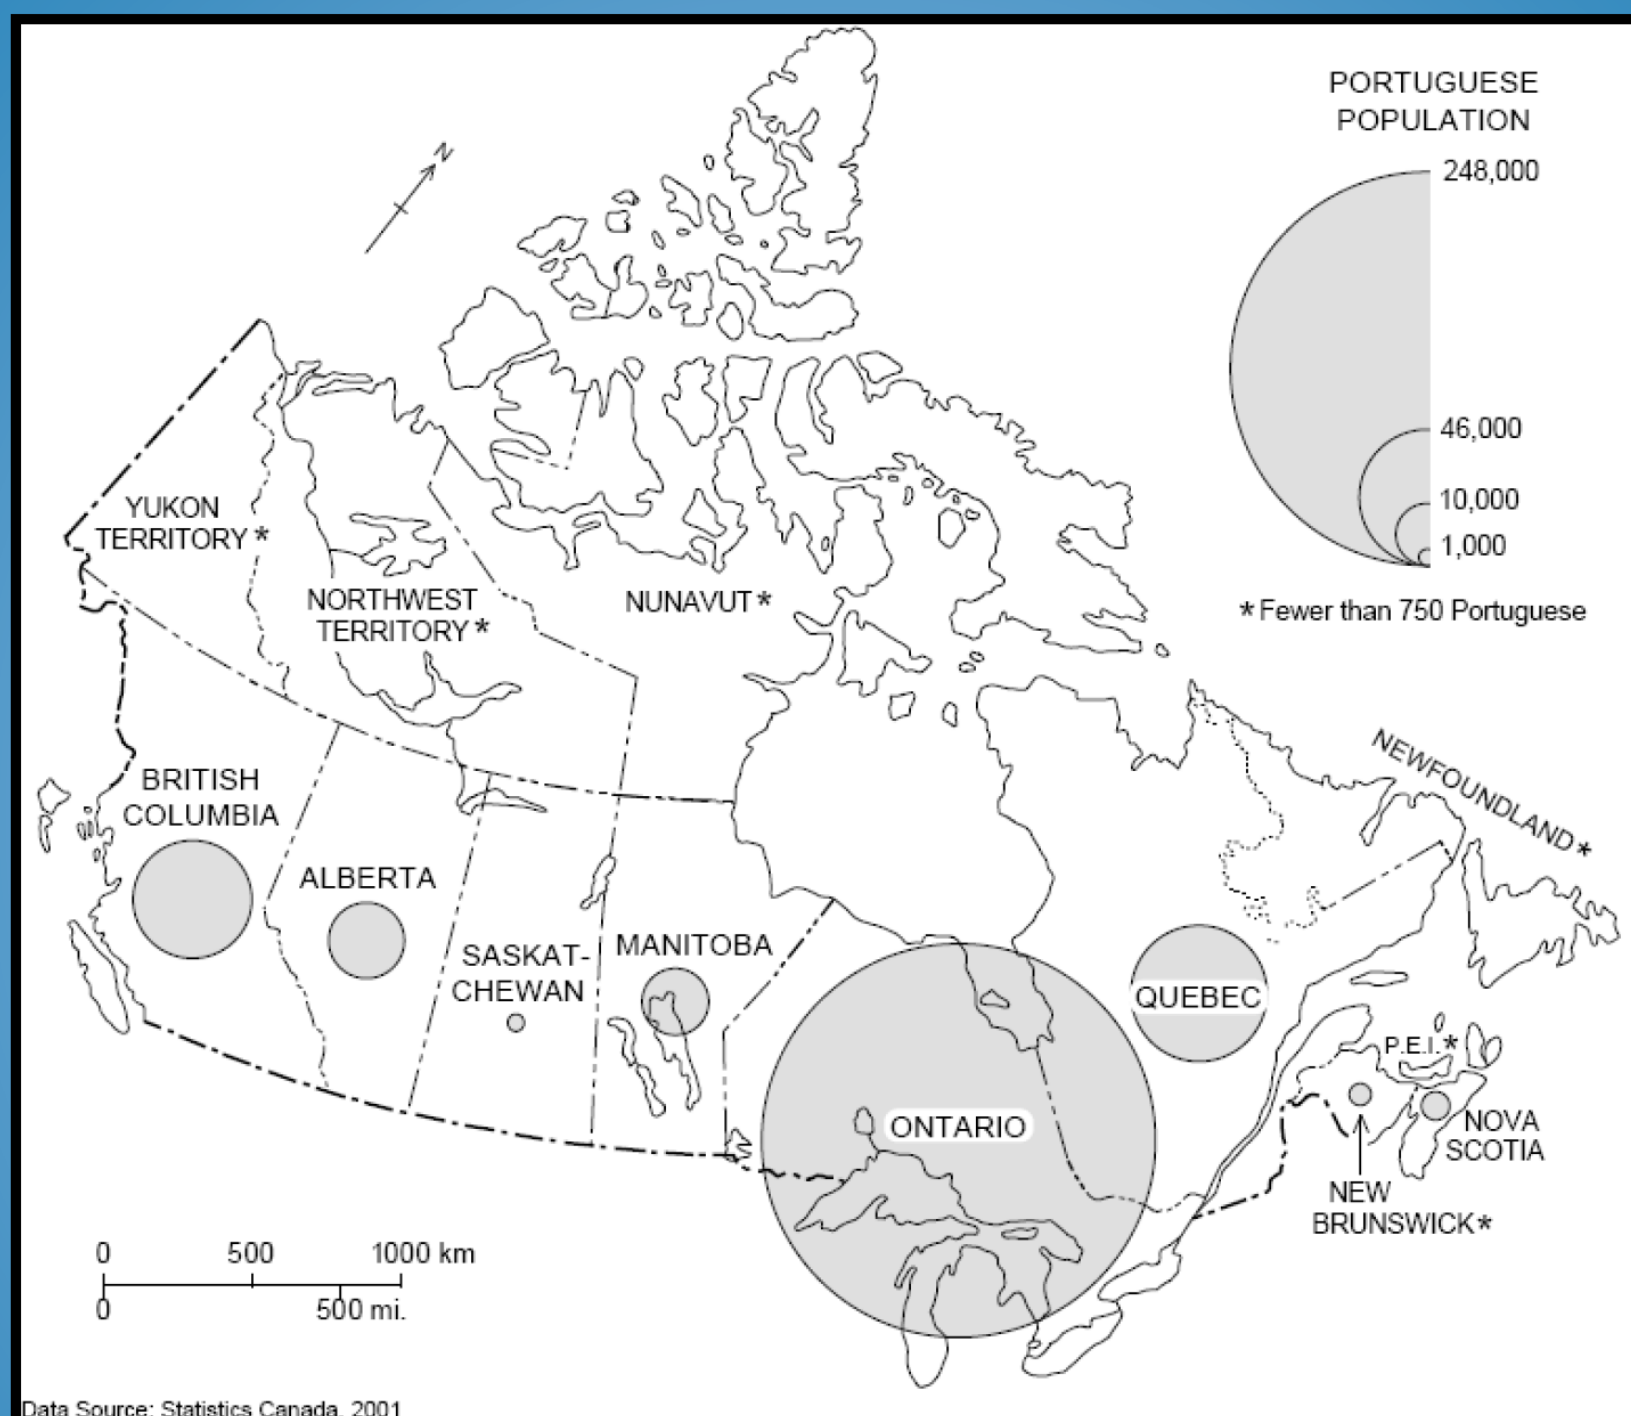 PORTUGUESE
POPULATION
248,000
46,000
10,000
1,000
*Fewer than 750 Portuguese
N
YUKON
TERRITORY*
NORTHWEST
TERRITORY*
NUNAVUT*
NEWFOUNDLAND*
BRITISH
COLUMBIA
ALBERTA
SASKAT-
CHEWAN
MANITOBA
ONTARIO
QUEBEC
P.E.I.*
NOVA
SCOTIA
NEW
BRUNSWICK*
0 500 1000 km
0 500 mi.
Data Source: Statistics Canada, 2001